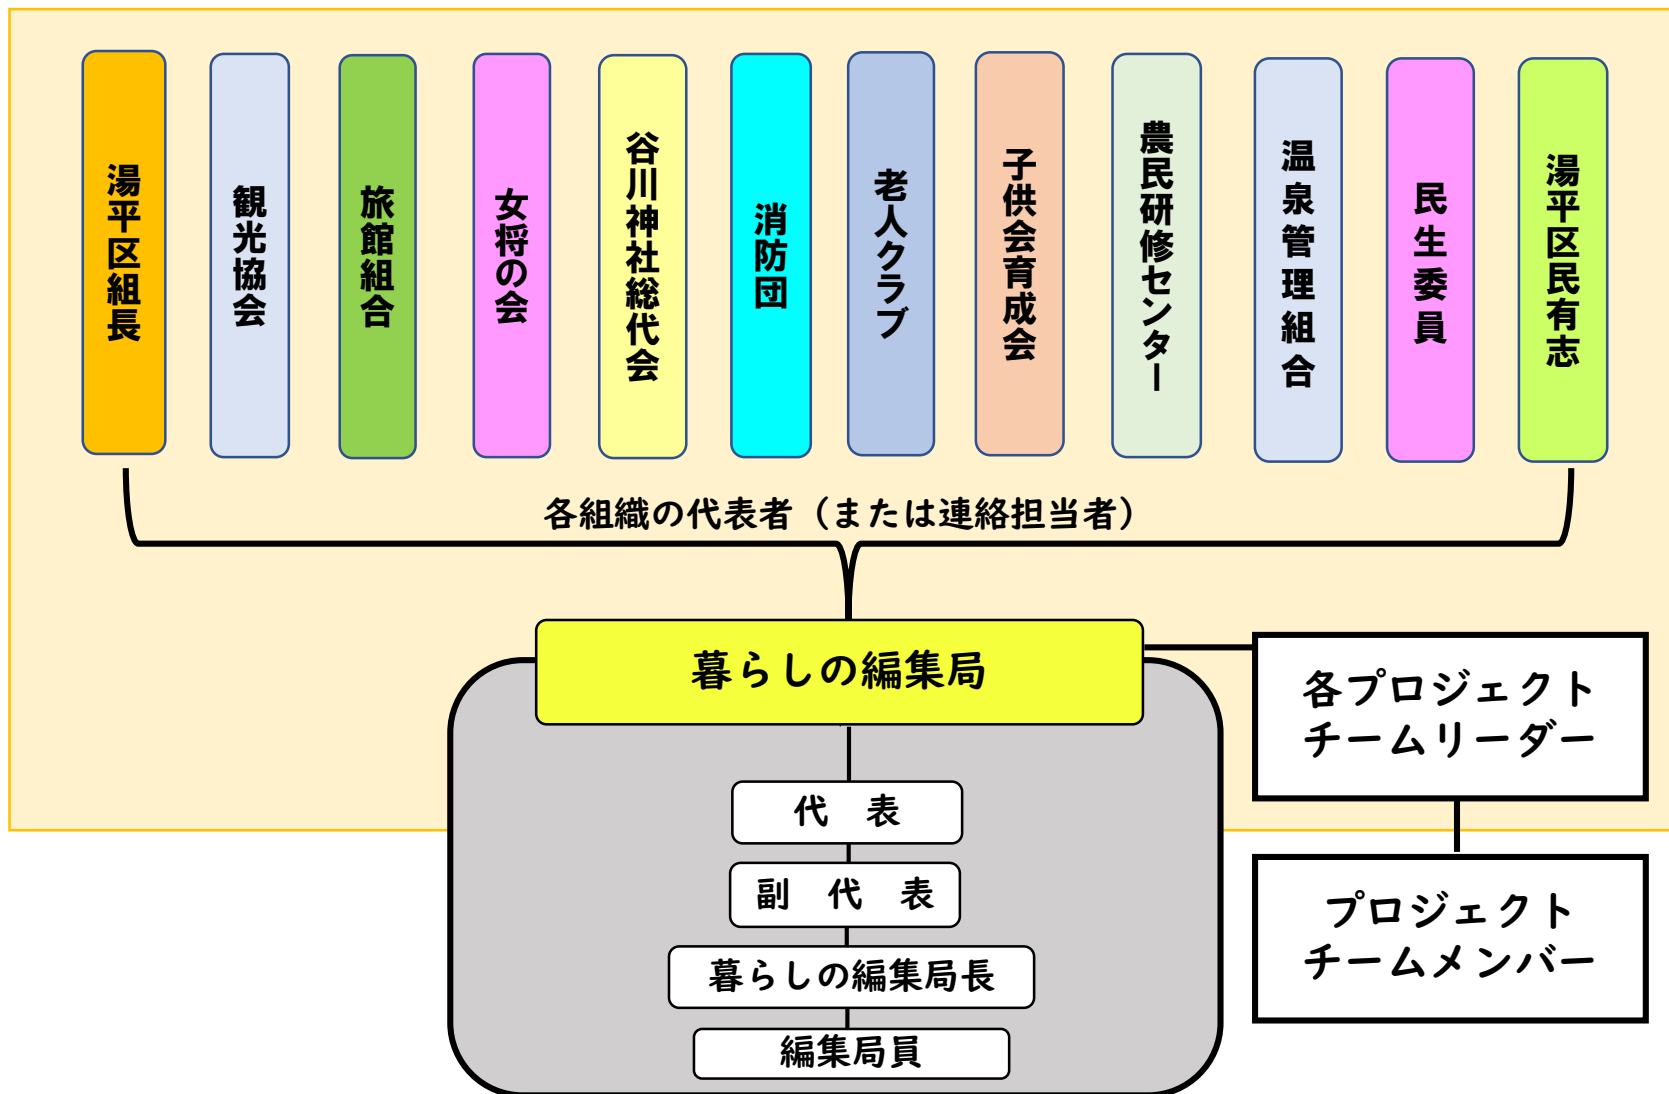 湯平区組長
観光協会
旅館組合
女将の会
谷川神社総代会
消防団
老人クラブ
子供会育成会
農民研修センター
温泉管理組合
民生委員
湯平区民有志
各組織の代表者（または連絡担当者）
暮らしの編集局
各プロジェクト
チームリーダー
代　表
副　代　表
暮らしの編集局長
編集局員
プロジェクト
チームメンバー